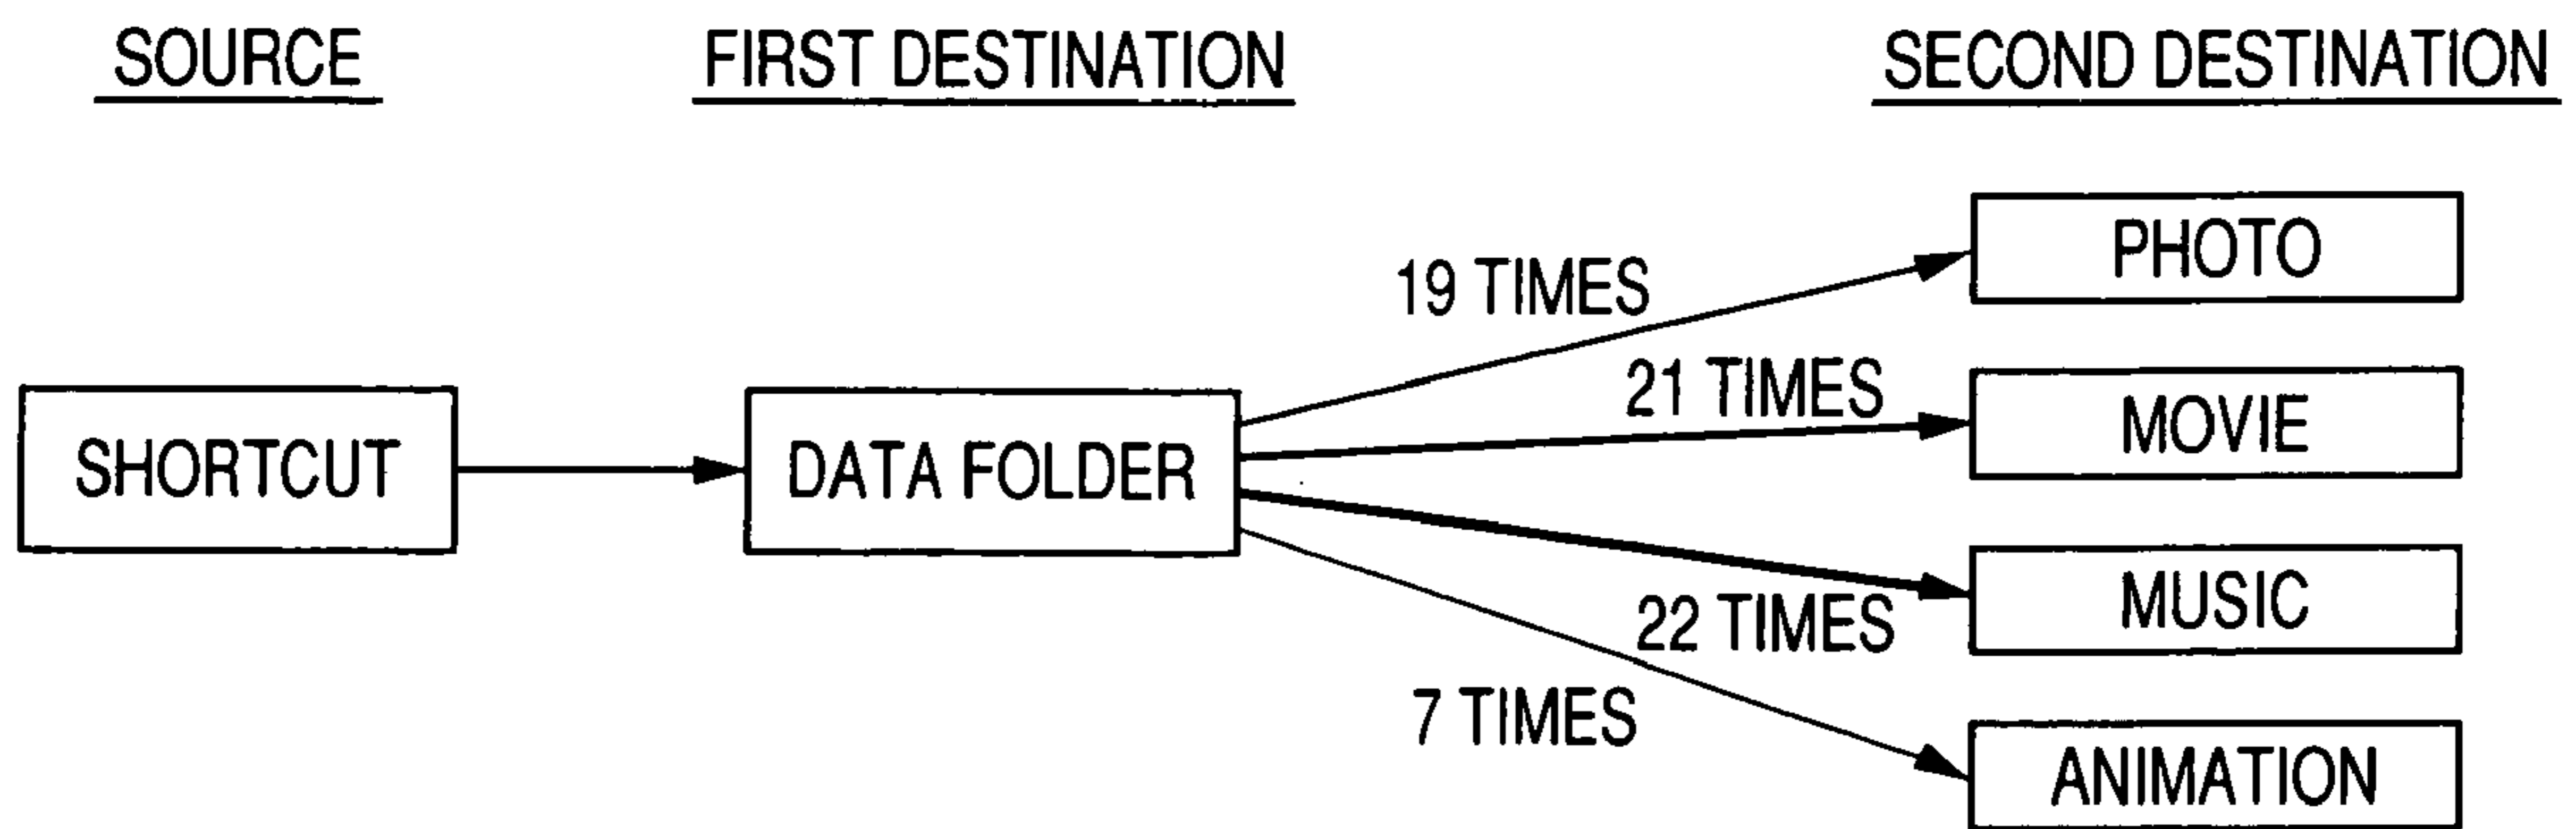 SOURCE
FIRST DESTINATION
SECOND DESTINATION
SHORTCUT
DATA FOLDER
19 TIMES
21 TIMES
22 TIMES
7 TIMES
PHOTO
MOVIE
MUSIC
ANIMATION